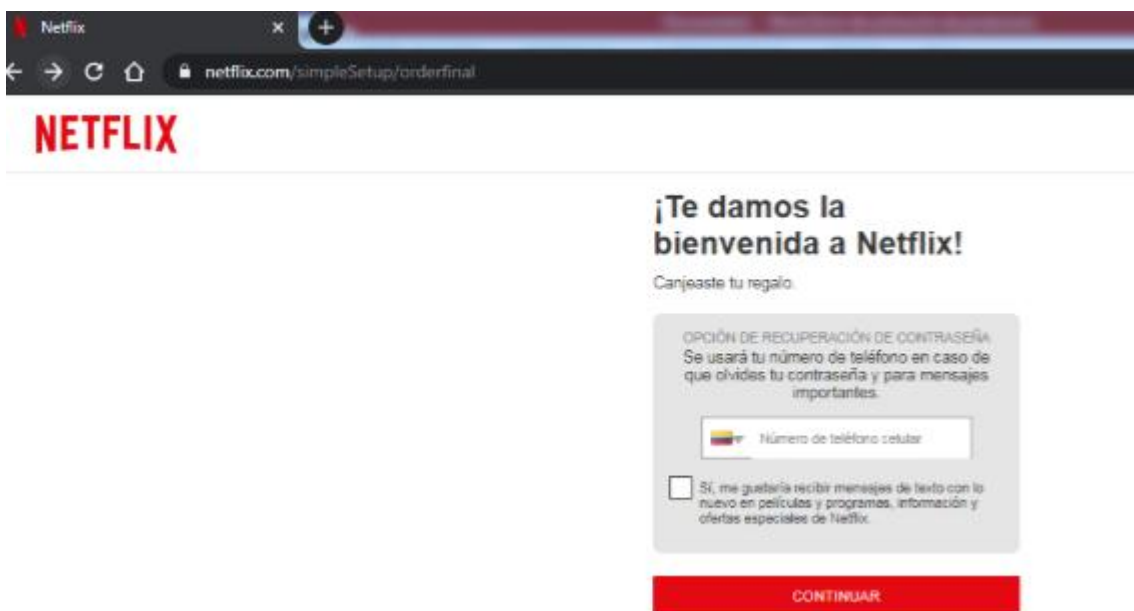 Netflix
netflix.com/simpleSetup/orderfinal
NETFLIX
¡Te damos la
bienvenida a Netflix!
Canjeaste tu regalo.
OPCIÓN DE RECUPERACIÓN DE CONTRASEÑA
Se usará tu número de teléfono en caso de
que olvides tu contraseña y para mensajes
importantes.
Número de teléfono celular
Sí, me gustaría recibir mensajes de texto con lo
nuevo en películas y programas, información y
ofertas especiales de Netflix.
CONTINUAR